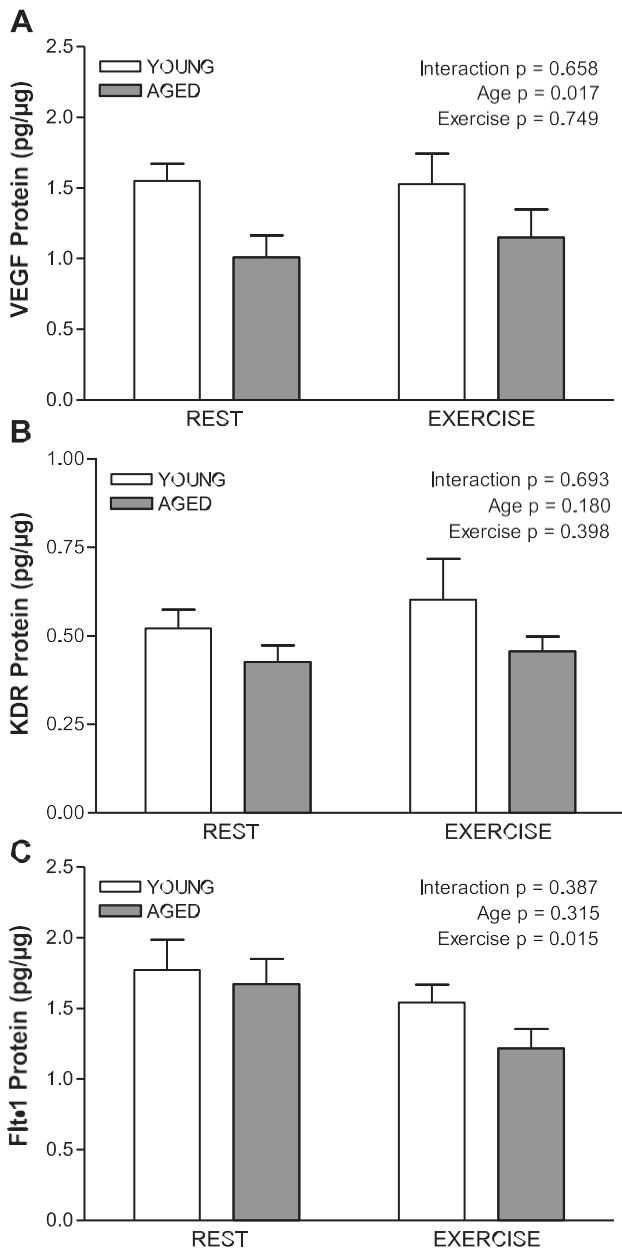 A
VEGF Protein (pg/µg)
2.5
2.0
1.5
1.0
0.5
0.0
YOUNG
AGED
Interaction p = 0.658
Age p = 0.017
Exercise p = 0.749
REST
EXERCISE
B
KDR Protein (pg/µg)
1.00
0.75
0.50
0.25
0.00
YOUNG
AGED
Interaction p = 0.693
Age p = 0.180
Exercise p = 0.398
REST
EXERCISE
C
Flt•1 Protein (pg/µg)
2.5
2.0
1.5
1.0
0.5
0.0
YOUNG
AGED
Interaction p = 0.387
Age p = 0.315
Exercise p = 0.015
REST
EXERCISE